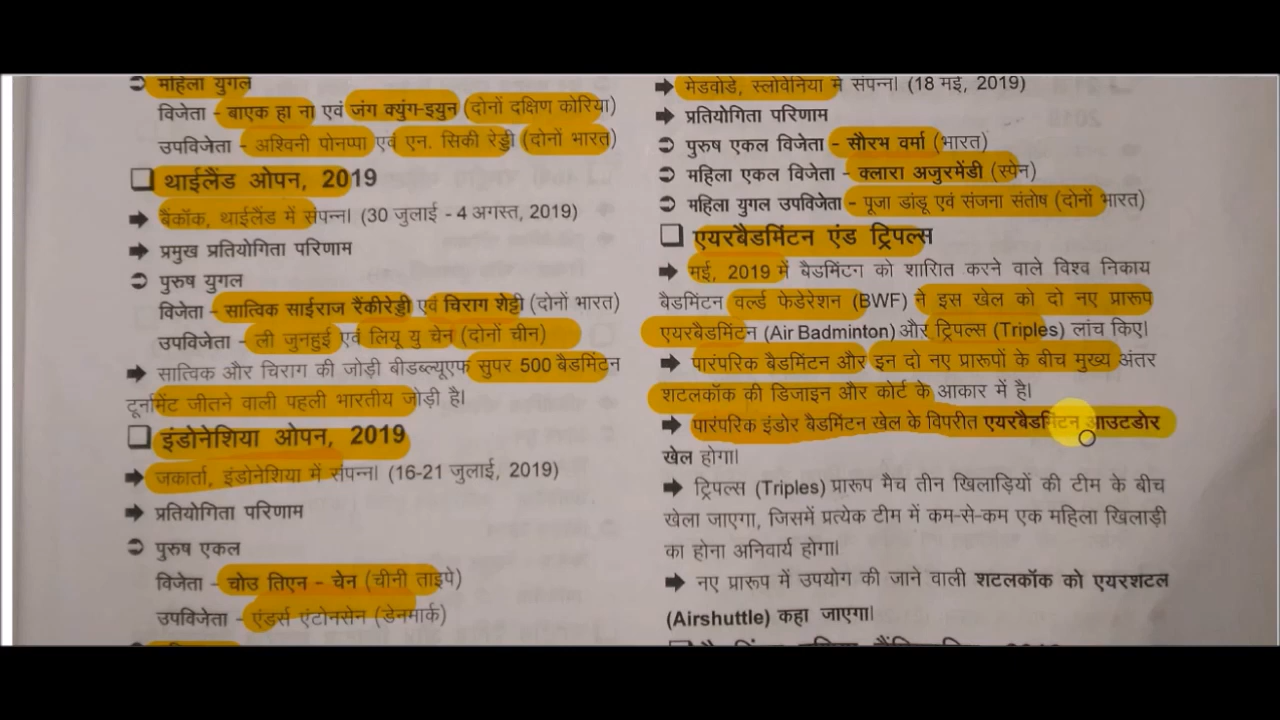 ➲ महिला युगल
विजेता - बाएक हा ना एवं जंग क्युंग-इयुन (दोनों दक्षिण कोरिया)
उपविजेता - अश्विनी पोनप्पा एवं एन. सिकी रेड्डी (दोनों भारत)
❑ थाईलैंड ओपन, 2019
➡ बैंकॉक, थाईलैंड में संपन्न। (30 जुलाई - 4 अगस्त, 2019)
➡ प्रमुख प्रतियोगिता परिणाम
➲ पुरुष युगल
विजेता - सात्विक साईराज रैंकीरेड्डी एवं चिराग शेट्टी (दोनों भारत)
उपविजेता - ली जुनहुई एवं लियू यु चेन (दोनों चीन)
➡ सात्विक और चिराग की जोड़ी बीडब्ल्यूएफ सुपर 500 बैडमिंटन
टूर्नामेंट जीतने वाली पहली भारतीय जोड़ी है।
❑ इंडोनेशिया ओपन, 2019
➡ जकार्ता, इंडोनेशिया में संपन्न। (16-21 जुलाई, 2019)
➡ प्रतियोगिता परिणाम
➲ पुरुष एकल
विजेता - चोउ तिएन - चेन (चीनी ताइपे)
उपविजेता - एंडर्स एंटोनसेन (डेनमार्क)
➡ मेडवोडे, स्लोवेनिया में संपन्न। (18 मई, 2019)
➡ प्रतियोगिता परिणाम
➲ पुरुष एकल विजेता - सौरभ वर्मा (भारत)
➲ महिला एकल विजेता - क्लारा अजुरमेंडी (स्पेन)
➲ महिला युगल उपविजेता - पूजा डांडू एवं संजना संतोष (दोनों भारत)
❑ एयरबैडमिंटन एंड ट्रिपल्स
➡ मई, 2019 में बैडमिंटन को शासित करने वाले विश्व निकाय
बैडमिंटन वर्ल्ड फेडरेशन (BWF) ने इस खेल को दो नए प्रारूप
एयरबैडमिंटन (Air Badminton) और ट्रिपल्स (Triples) लांच किए।
➡ पारंपरिक बैडमिंटन और इन दो नए प्रारूपों के बीच मुख्य अंतर
शटलकॉक की डिजाइन और कोर्ट के आकार में है।
➡ पारंपरिक इंडोर बैडमिंटन खेल के विपरीत एयरबैडमिंटन आउटडोर
खेल होगा।
➡ ट्रिपल्स (Triples) प्रारूप मैच तीन खिलाड़ियों की टीम के बीच
खेला जाएगा, जिसमें प्रत्येक टीम में कम-से-कम एक महिला खिलाड़ी
का होना अनिवार्य होगा।
➡ नए प्रारूप में उपयोग की जाने वाली शटलकॉक को एयरशटल
(Airshuttle) कहा जाएगा।